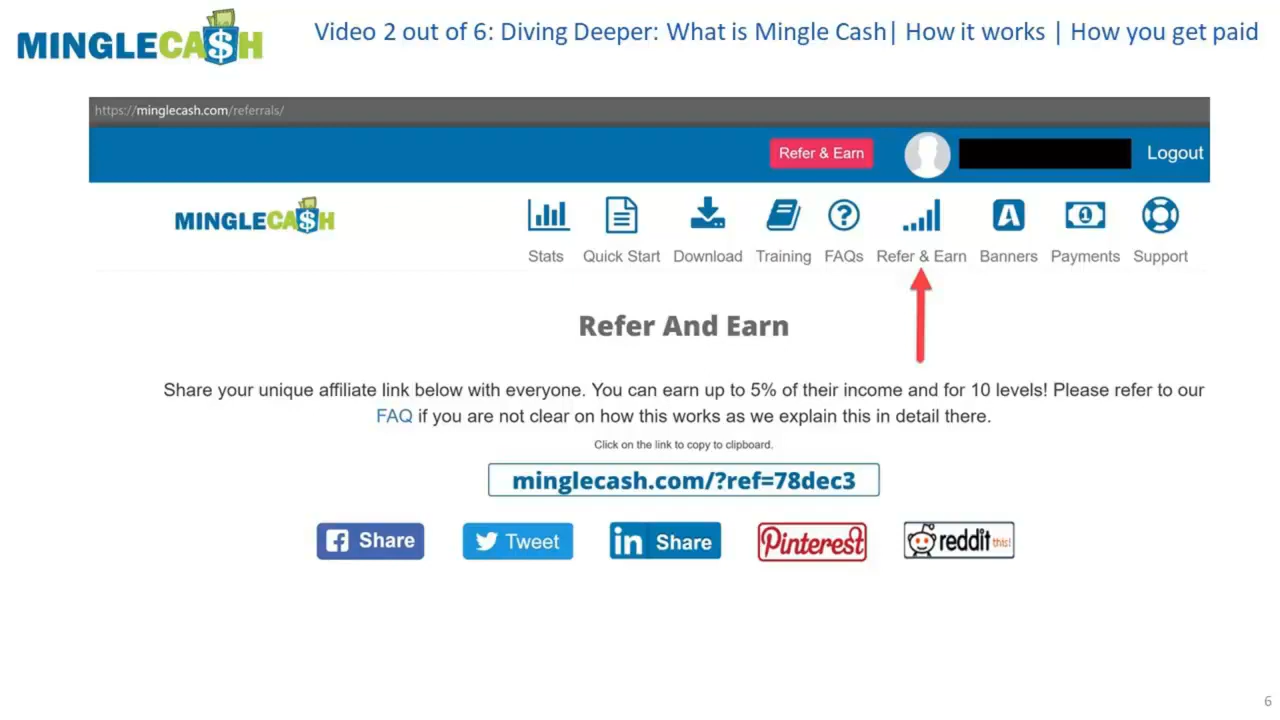 MINGLECA$H
Video 2 out of 6: Diving Deeper: What is Mingle Cash| How it works | How you get paid
https://minglecash.com/referrals/
Refer & Earn
Logout
MINGLECA$H
Stats
Quick Start
Download
Training
FAQs
Refer & Earn
Banners
Payments
Support
Refer And Earn
Share your unique affiliate link below with everyone. You can earn up to 5% of their income and for 10 levels! Please refer to our
FAQ if you are not clear on how this works as we explain this in detail there.
Click on the link to copy to clipboard.
minglecash.com/?ref=78dec3
Share
Tweet
in Share
Pinterest
reddit this!
6